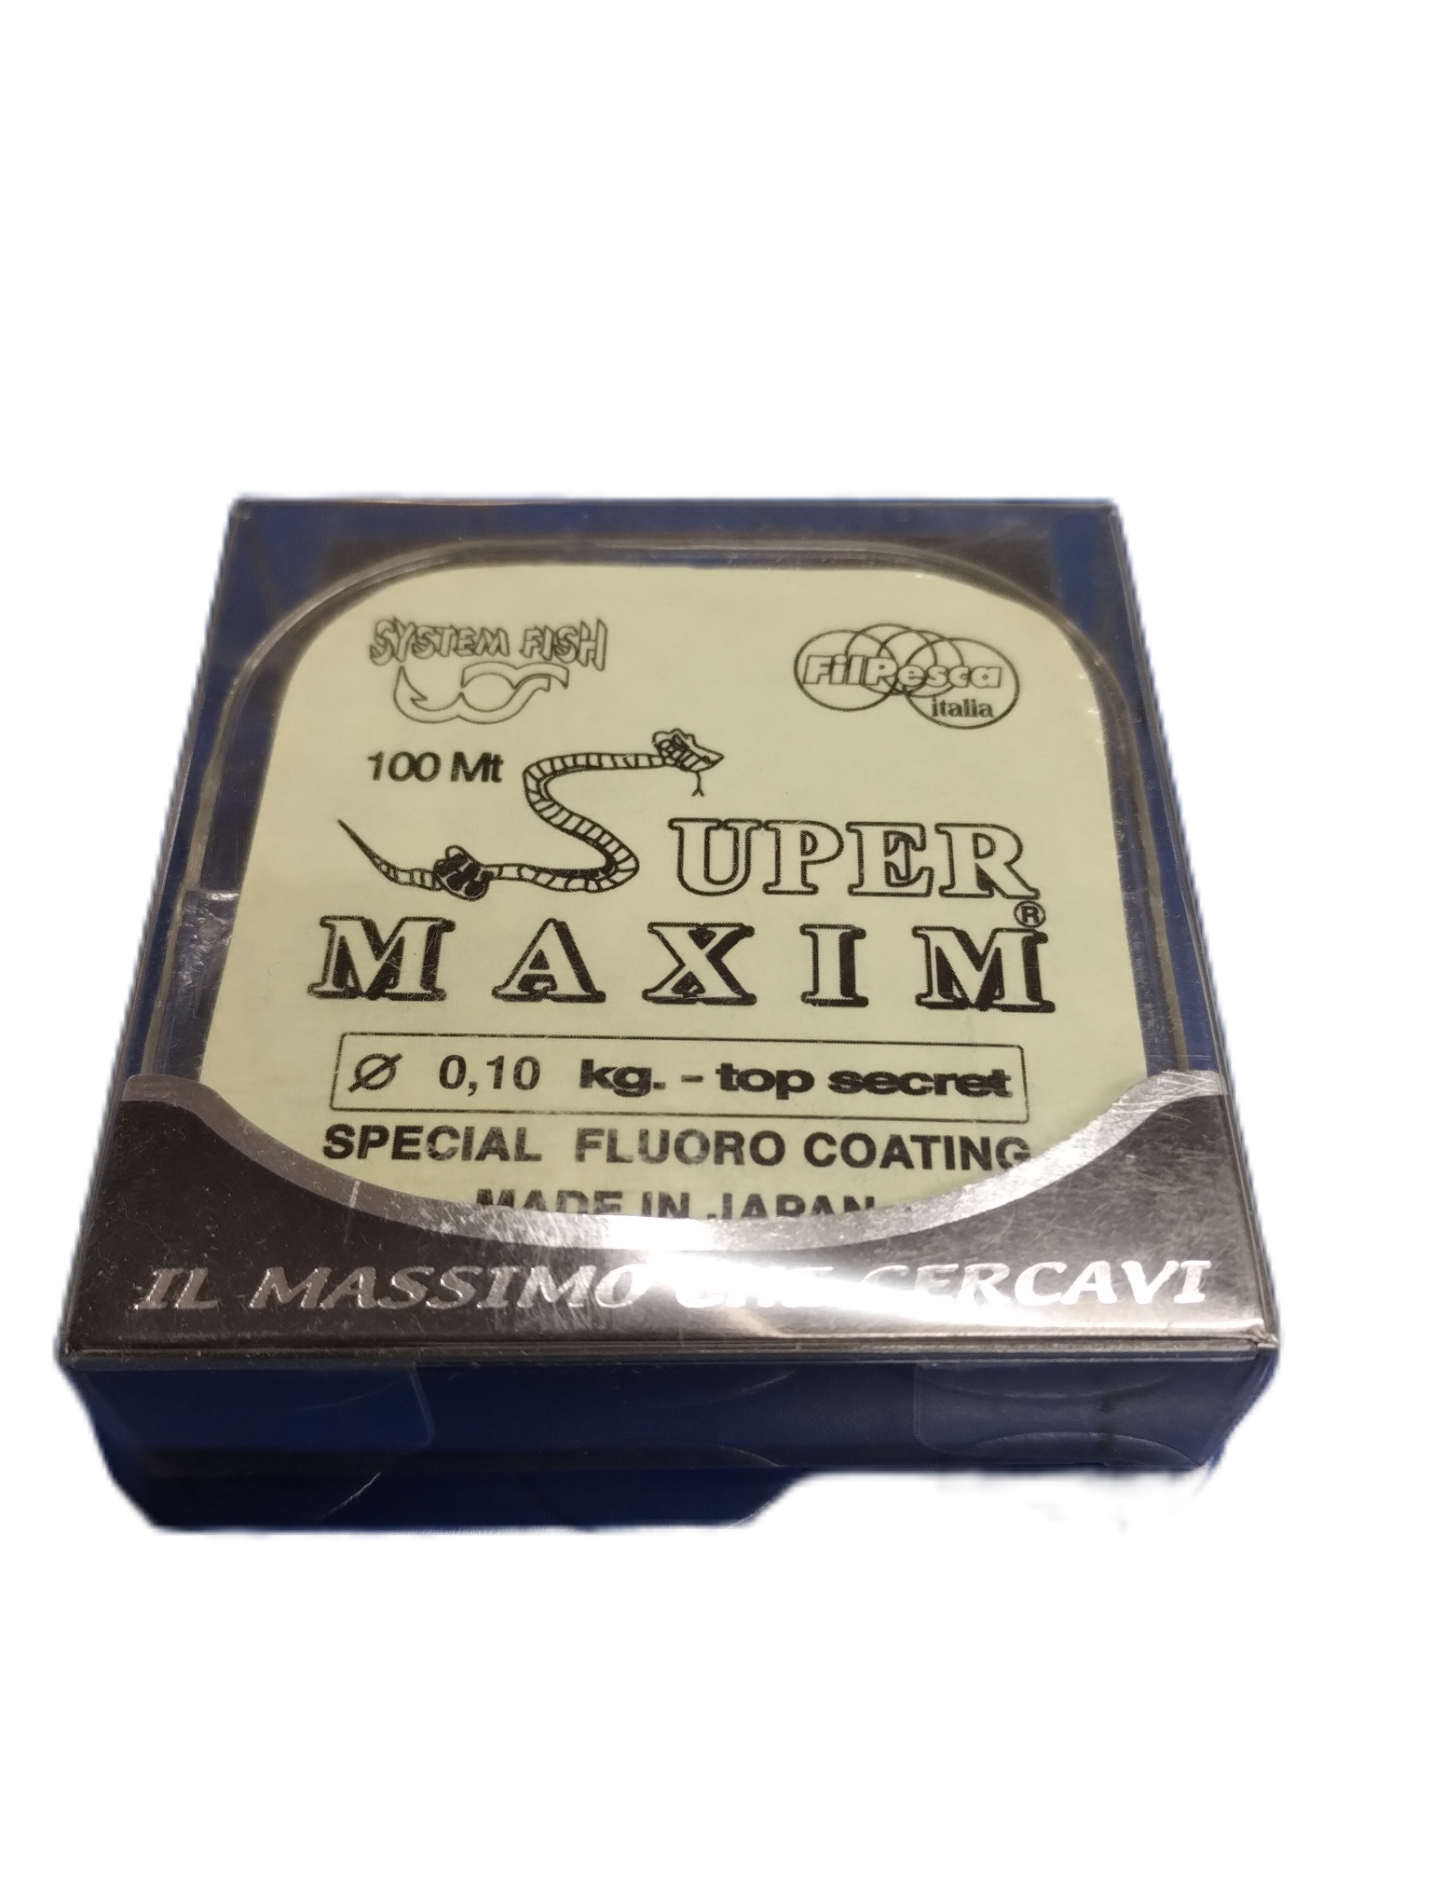 SYSTEM FISH
FilPesca
italia
100 Mt
SUPER
MAXIM®
Ø 0,10 kg. - top secret
SPECIAL FLUORO COATING
MADE IN JAPAN
IL MASSIMO CHE CERCAVI